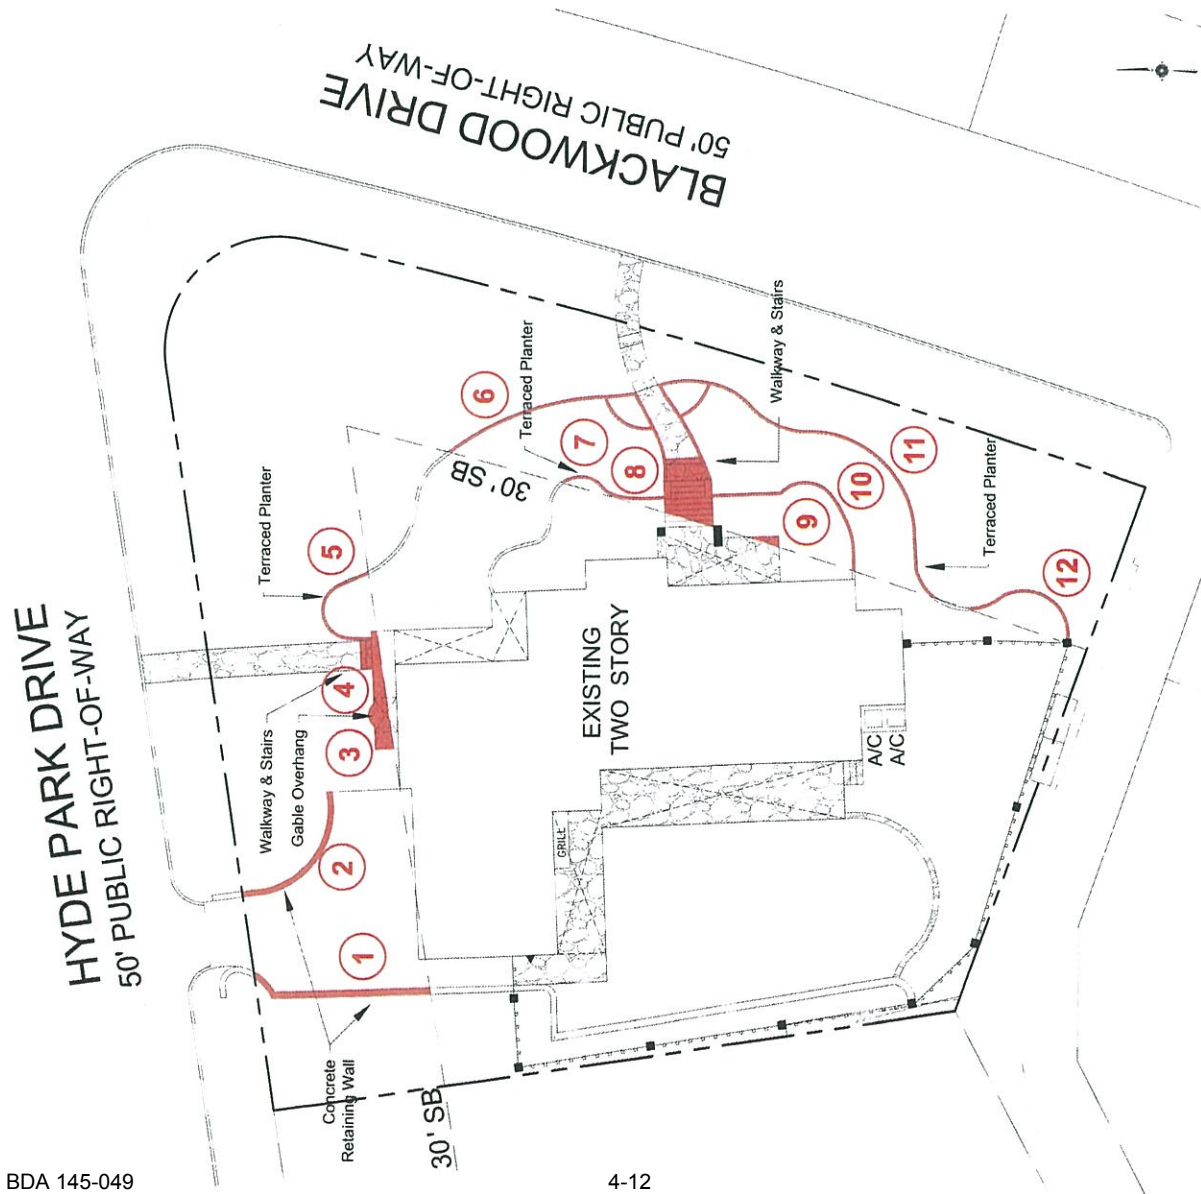 BLACKWOOD DRIVE
50' PUBLIC RIGHT-OF-WAY
HYDE PARK DRIVE
50' PUBLIC RIGHT-OF-WAY
Terraced Planter
Walkway & Stairs
Gable Overhang
Concrete
Retaining Wall
30' SB
30' SB
Terraced Planter
Walkway & Stairs
Terraced Planter
EXISTING
TWO STORY
GRILL
A/C
A/C
1
2
3
4
5
6
7
8
9
10
11
12
BDA 145-049
4-12